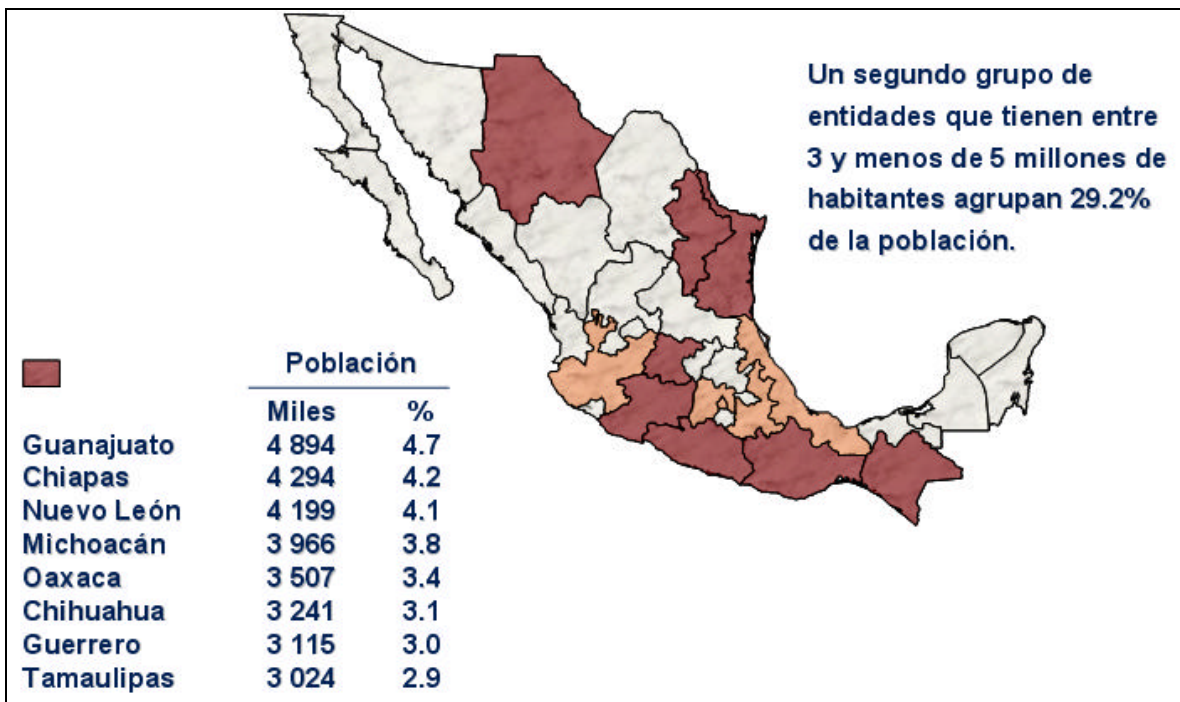 Un segundo grupo de
entidades que tienen entre
3 y menos de 5 millones de
habitantes agrupan 29.2%
de la población.
Población
Miles %
Guanajuato 4 894 4.7
Chiapas 4 294 4.2
Nuevo León 4 199 4.1
Michoacán 3 966 3.8
Oaxaca 3 507 3.4
Chihuahua 3 241 3.1
Guerrero 3 115 3.0
Tamaulipas 3 024 2.9